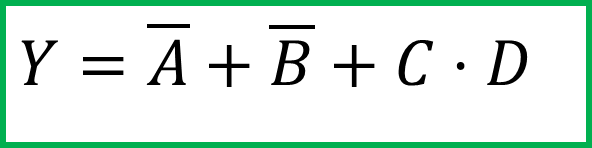 Y = A̅ + B̅ + C · D